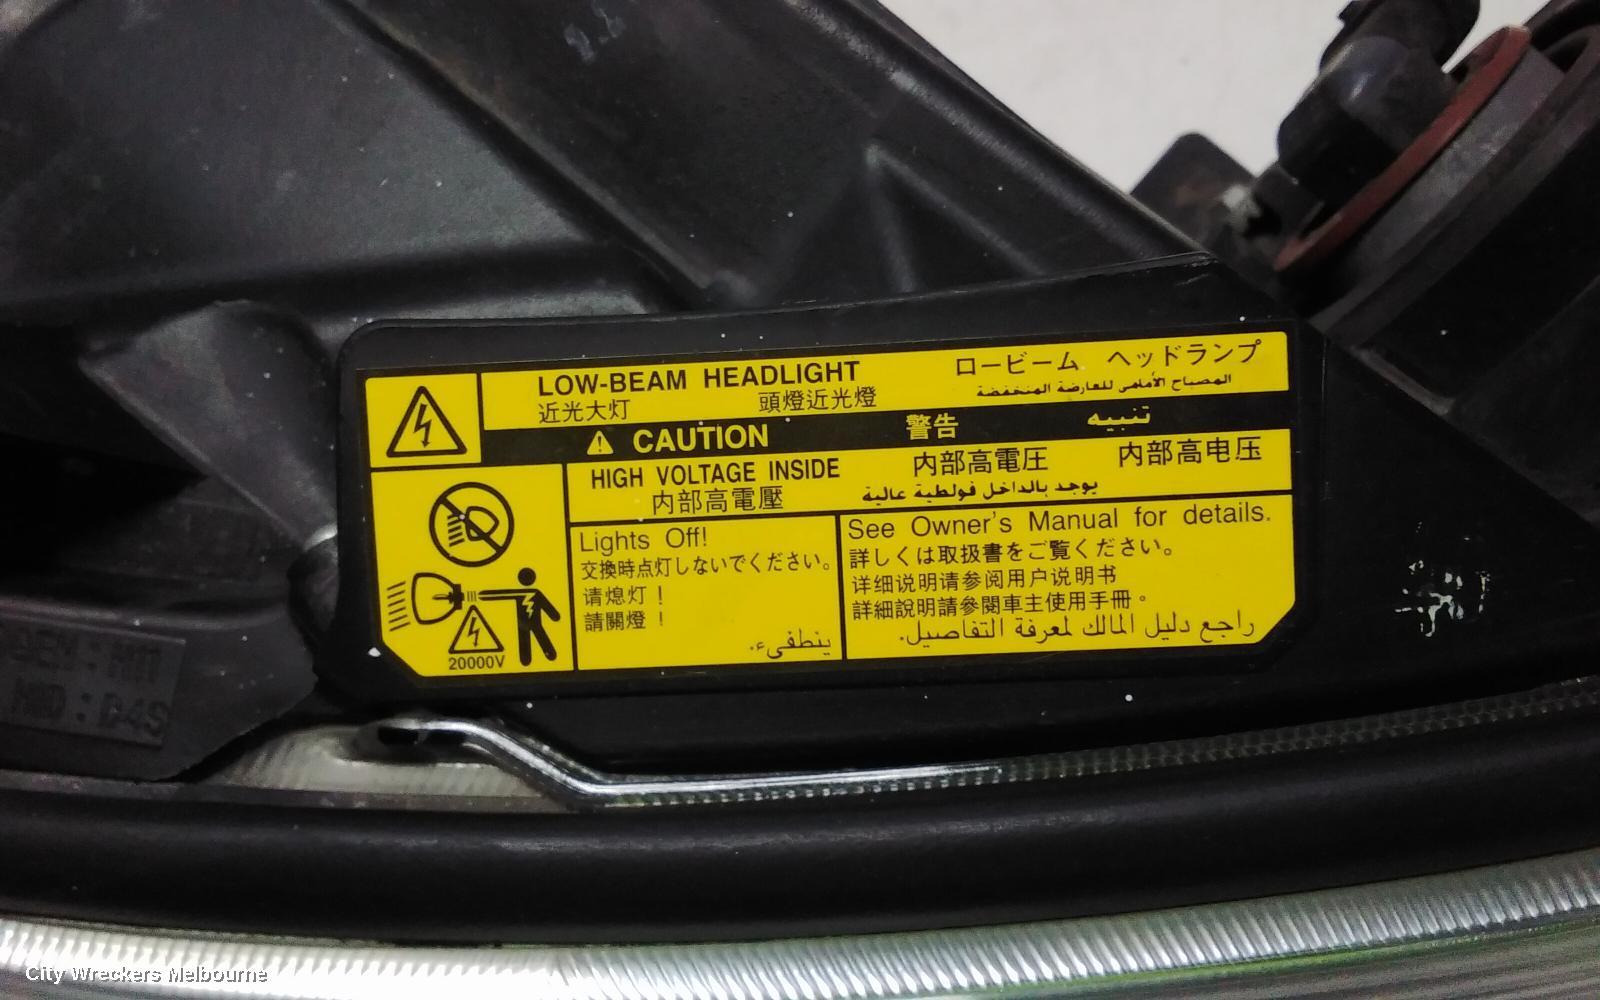 LOW-BEAM HEADLIGHT
ロービーム ヘッドランプ
近光大灯
頭燈近光燈
المصباح الأمامي للعارضة المنخفضة
CAUTION
警告
تنبيه
HIGH VOLTAGE INSIDE
内部高電圧
内部高电压
内部高電壓
يوجد بالداخل فولطية عالية
Lights Off!
交換時点灯しないでください。
请熄灯！
請關燈！
ينطفىء.
See Owner's Manual for details.
詳しくは取扱書をご覧ください。
详细说明请参阅用户说明书
詳細說明請參閱車主使用手冊。
راجع دليل المالك لمعرفة التفاصيل.
20000V
HID : D4S
City Wreckers Melbourne